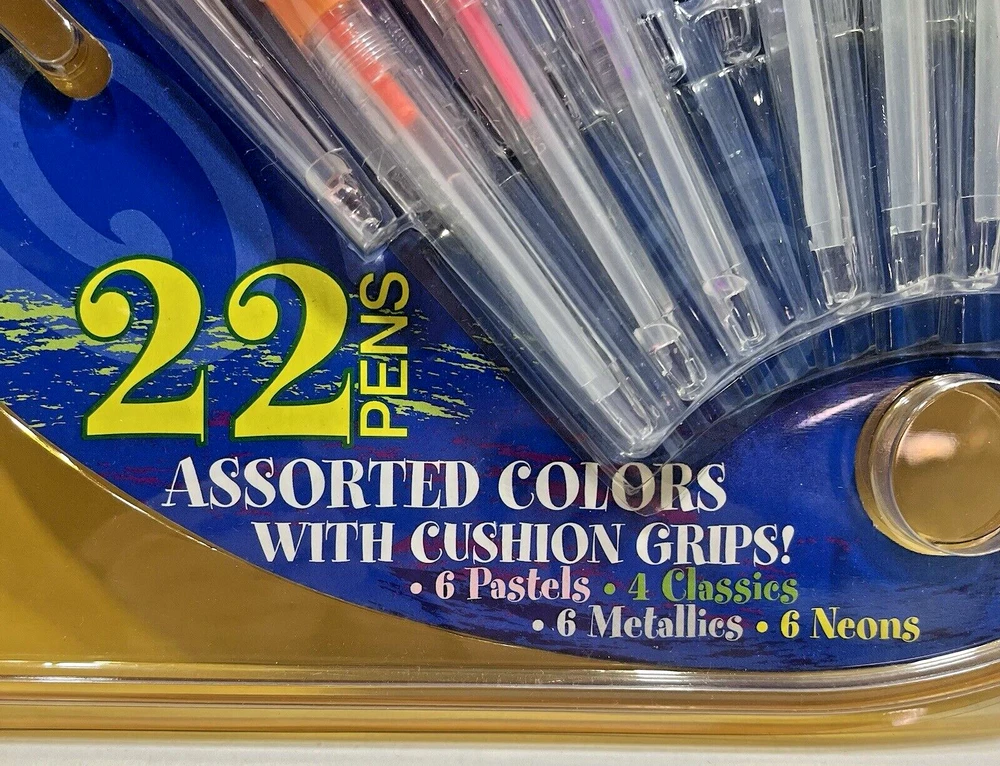 22 PENS
ASSORTED COLORS
WITH CUSHION GRIPS!
• 6 Pastels • 4 Classics
• 6 Metallics • 6 Neons